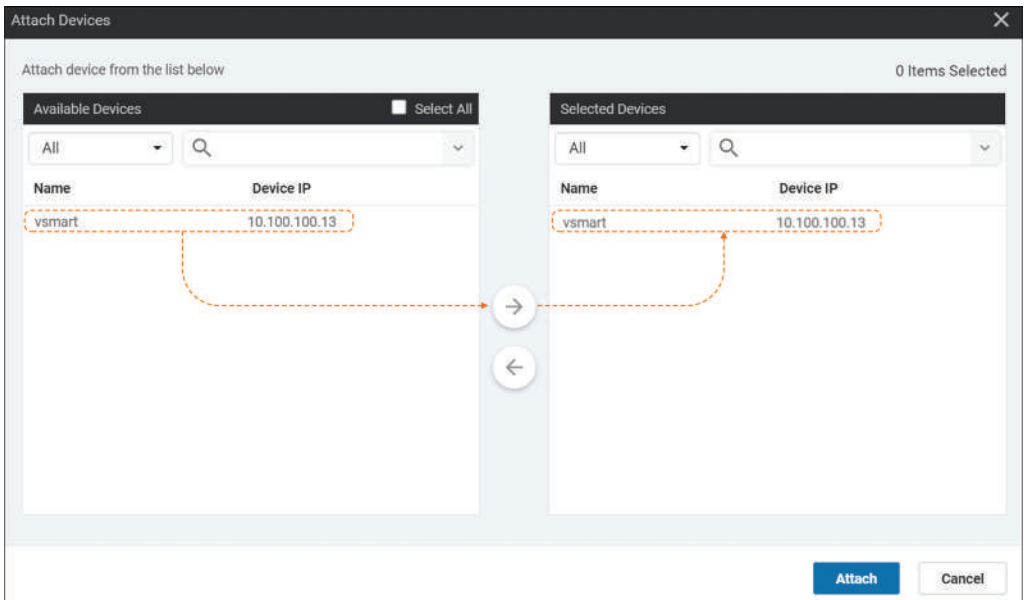 Attach Devices
Attach device from the list below
0 Items Selected
Available Devices
Select All
All
Name Device IP
vsmart 10.100.100.13
Selected Devices
All
Name Device IP
vsmart 10.100.100.13
Attach
Cancel